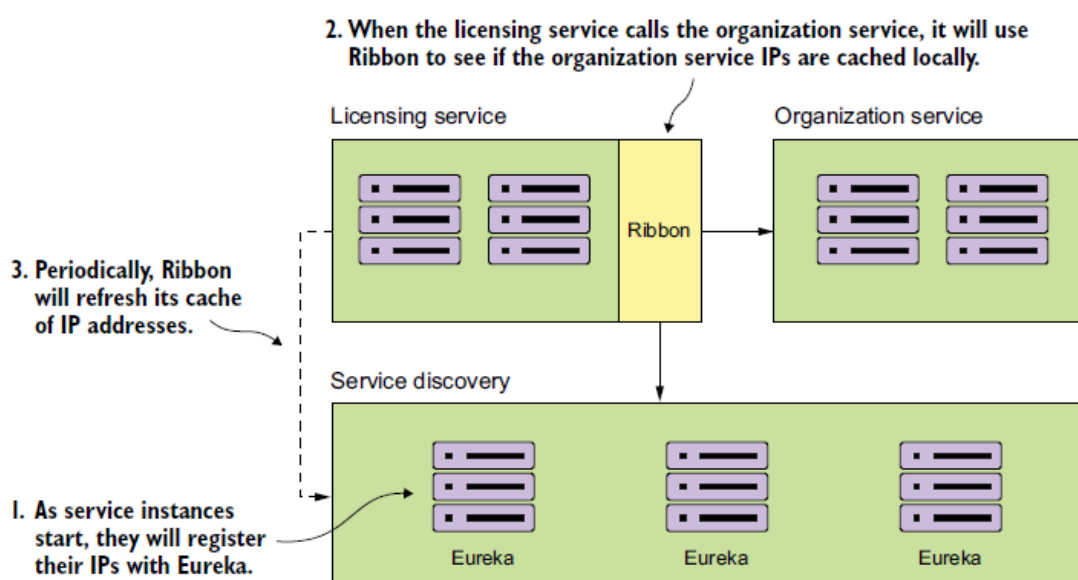 2. When the licensing service calls the organization service, it will use
Ribbon to see if the organization service IPs are cached locally.
Licensing service
Organization service
Ribbon
3. Periodically, Ribbon
will refresh its cache
of IP addresses.
Service discovery
1. As service instances
start, they will register
their IPs with Eureka.
Eureka
Eureka
Eureka